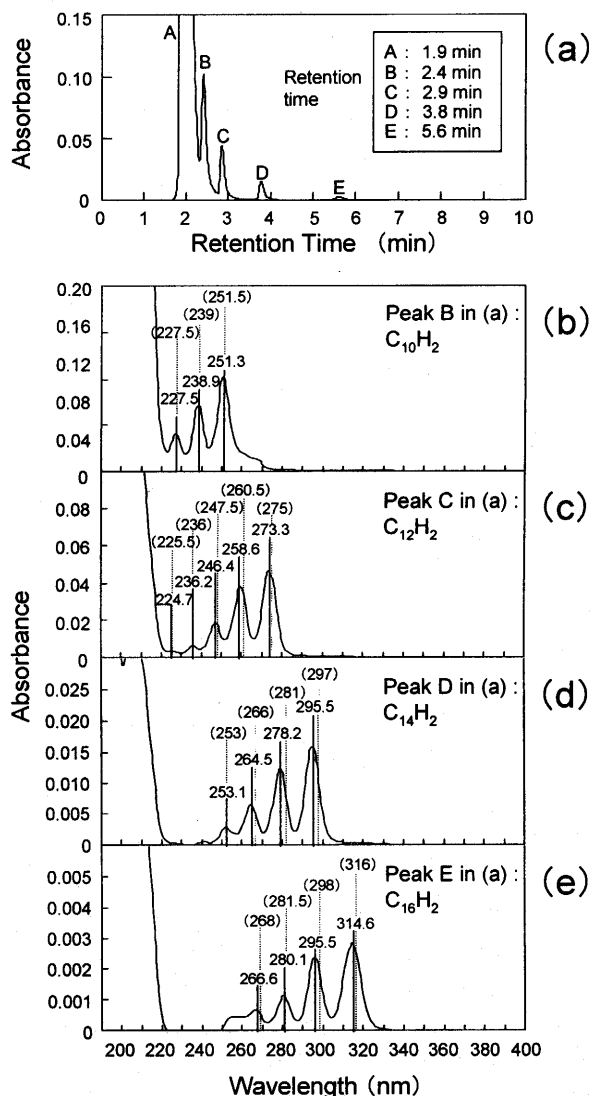 (a)
Absorbance
0.15
0.10
0.05
0
A
B
C
D
E
Retention
time
A : 1.9 min
B : 2.4 min
C : 2.9 min
D : 3.8 min
E : 5.6 min
0 1 2 3 4 5 6 7 8 9 10
Retention Time (min)
(b)
Peak B in (a) :
C10H2
0.20
0.16
0.12
0.08
0.04
0
(251.5)
(239)
(227.5)
251.3
238.9
227.5
(c)
Peak C in (a) :
C12H2
0.08
0.06
0.04
0.02
0
(260.5)
(247.5) (275)
(236)
(225.5)
273.3
258.6
246.4
236.2
224.7
Absorbance
(d)
Peak D in (a) :
C14H2
0.025
0.020
0.015
0.010
0.005
0
(297)
(281)
(266)
(253)
295.5
278.2
264.5
253.1
(e)
Peak E in (a) :
C16H2
0.005
0.004
0.003
0.002
0.001
0
(316)
(298)
(281.5)
(268)
314.6
295.5
280.1
266.6
200 220 240 260 280 300 320 340 360 380 400
Wavelength (nm)